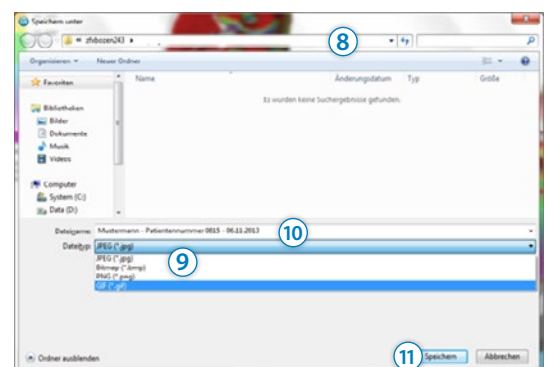 Speichern unter
zfvbozen243
8
Organisieren
Neuer Ordner
Favoriten
Name
Änderungsdatum
Typ
Größe
Es wurden keine Suchergebnisse gefunden.
Bibliotheken
Bilder
Dokumente
Musik
Videos
Computer
System (C:)
Data (D:)
Dateiname: Mustermann - Patientennummer 0815 - 06.11.2013
10
Dateityp: JPEG (*.jpg)
JPEG (*.jpg)
9
Bitmap (*.bmp)
PNG (*.png)
GIF (*.gif)
Ordner ausblenden
11
Speichern
Abbrechen